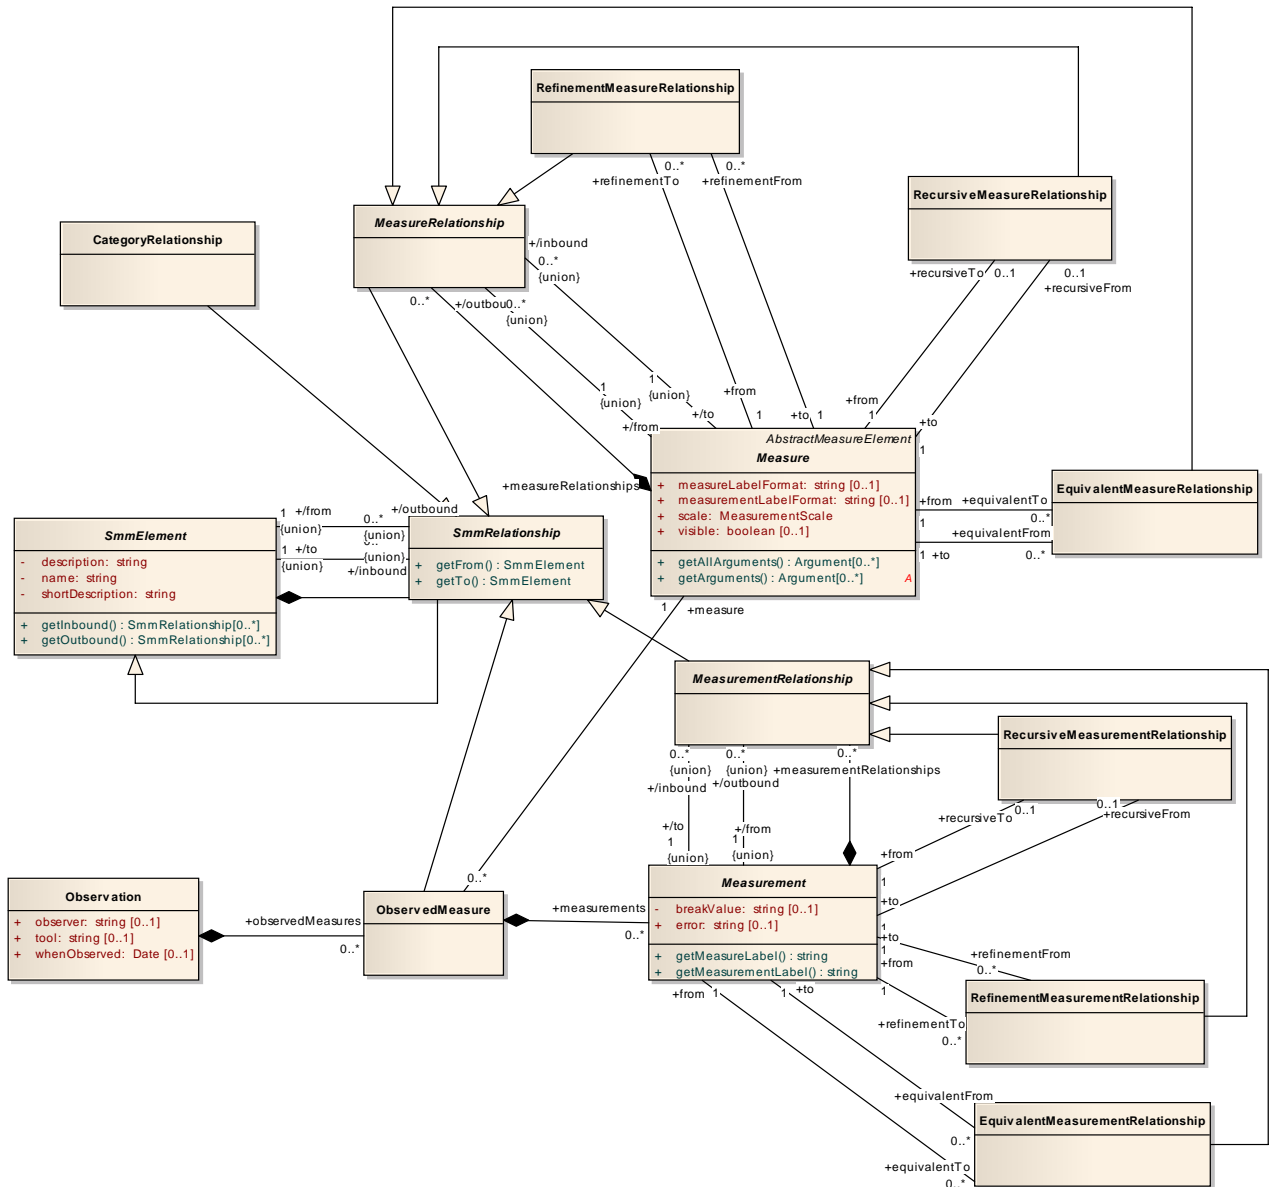 RefinementMeasureRelationship
0..*
0..*
+refinementTo
+refinementFrom
RecursiveMeasureRelationship
+recursiveTo
0..1
0..1
+recursiveFrom
MeasureRelationship
+/inbound
0..*
{union}
CategoryRelationship
0..*
+/outbou
0..*
{union}
1
{union}
+/from
1
{union}
+/to
+from
1
+to
1
+from
1
+to
1
AbstractMeasureElement
Measure
+ measureLabelFormat: string [0..1]
+ measurementLabelFormat: string [0..1]
+ scale: MeasurementScale
+ visible: boolean [0..1]
+ getAllArguments() : Argument[0..*]
+ getArguments() : Argument[0..*] A
+measureRelationships
+from
+equivalentTo
1
0..*
+equivalentFrom
1
+to
0..*
EquivalentMeasureRelationship
SmmElement
- description: string
- name: string
- shortDescription: string
+ getInbound() : SmmRelationship[0..*]
+ getOutbound() : SmmRelationship[0..*]
1
+/from
{union}
1
+/to
{union}
+/outbound
0..*
{union}
{union}
+/inbound
SmmRelationship
+ getFrom() : SmmElement
+ getTo() : SmmElement
1
+measure
MeasurementRelationship
0..*
{union}
+/inbound
0..*
{union}
+/outbound
0..*
+measurementRelationships
RecursiveMeasurementRelationship
+recursiveTo
0..1
0..1
+recursiveFrom
+/to
1
{union}
+/from
1
{union}
+from
1
+to
1
+to
1
+from
1
Measurement
- breakValue: string [0..1]
+ error: string [0..1]
+ getMeasureLabel() : string
+ getMeasurementLabel() : string
Observation
+ observer: string [0..1]
+ tool: string [0..1]
+ whenObserved: Date [0..1]
+observedMeasures
0..*
0..*
ObservedMeasure
+measurements
0..*
+refinementFrom
0..*
RefinementMeasurementRelationship
+refinementTo
0..*
+from
1
1
+to
+equivalentFrom
0..*
EquivalentMeasurementRelationship
+equivalentTo
0..*